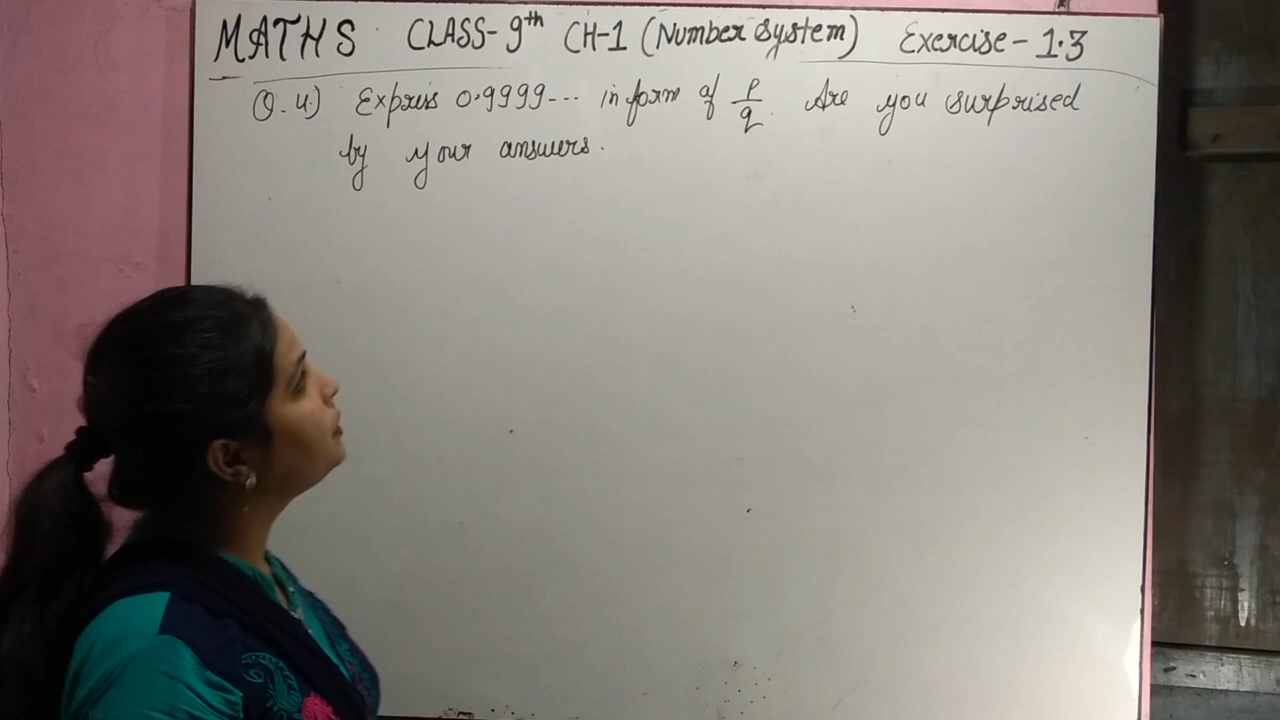 MATHS CLASS-9th CH-1 (Number System) Exercise-1.3
Q.4.) Express 0.9999--- in form of p/q. Are you surprised
by your answers.